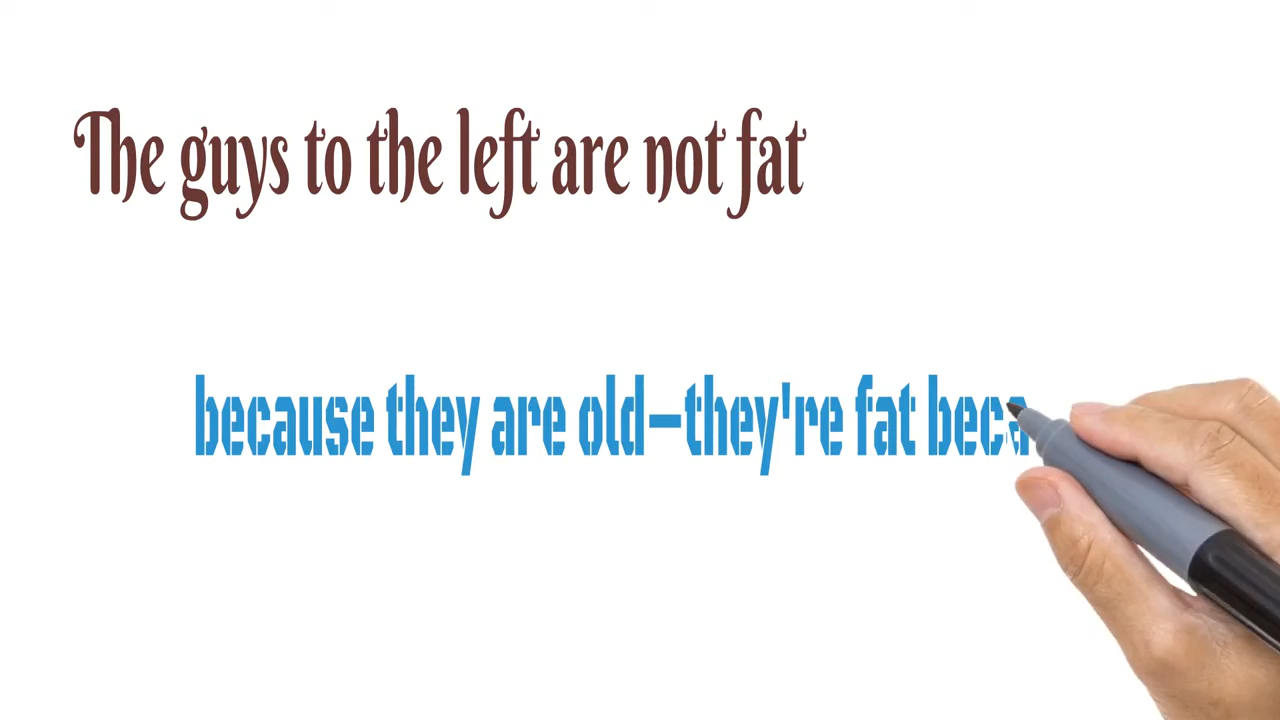 The guys to the left are not fat
because they are old—they're fat beca